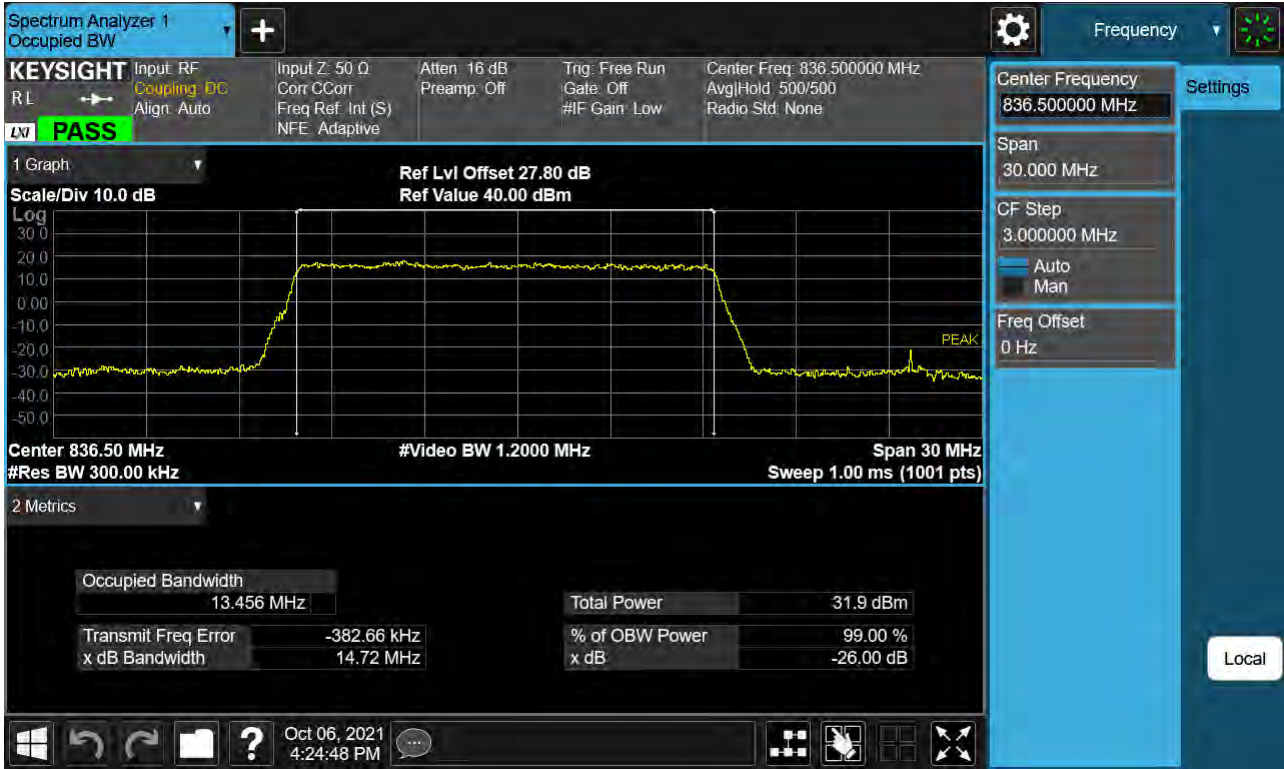 Spectrum Analyzer 1
Occupied BW
Frequency
KEYSIGHT
RL
LXI
PASS
Input: RF
Coupling: DC
Align: Auto
Input Z: 50 Ω
Corr CCorr
Freq Ref: Int (S)
NFE: Adaptive
Atten: 16 dB
Preamp: Off
Trig: Free Run
Gate: Off
#IF Gain: Low
Center Freq: 836.500000 MHz
Avg|Hold: 500/500
Radio Std: None
Center Frequency
836.500000 MHz
Settings
Span
30.000 MHz
CF Step
3.000000 MHz
Auto
Man
Freq Offset
0 Hz
Local
1 Graph
Scale/Div 10.0 dB
Ref Lvl Offset 27.80 dB
Ref Value 40.00 dBm
Log
30.0
20.0
10.0
0.00
-10.0
-20.0
-30.0
-40.0
-50.0
PEAK
Center 836.50 MHz
#Video BW 1.2000 MHz
Span 30 MHz
#Res BW 300.00 kHz
Sweep 1.00 ms (1001 pts)
2 Metrics
Occupied Bandwidth
13.456 MHz
Total Power 31.9 dBm
Transmit Freq Error -382.66 kHz
% of OBW Power 99.00 %
x dB Bandwidth 14.72 MHz
x dB -26.00 dB
?
Oct 06, 2021
4:24:48 PM